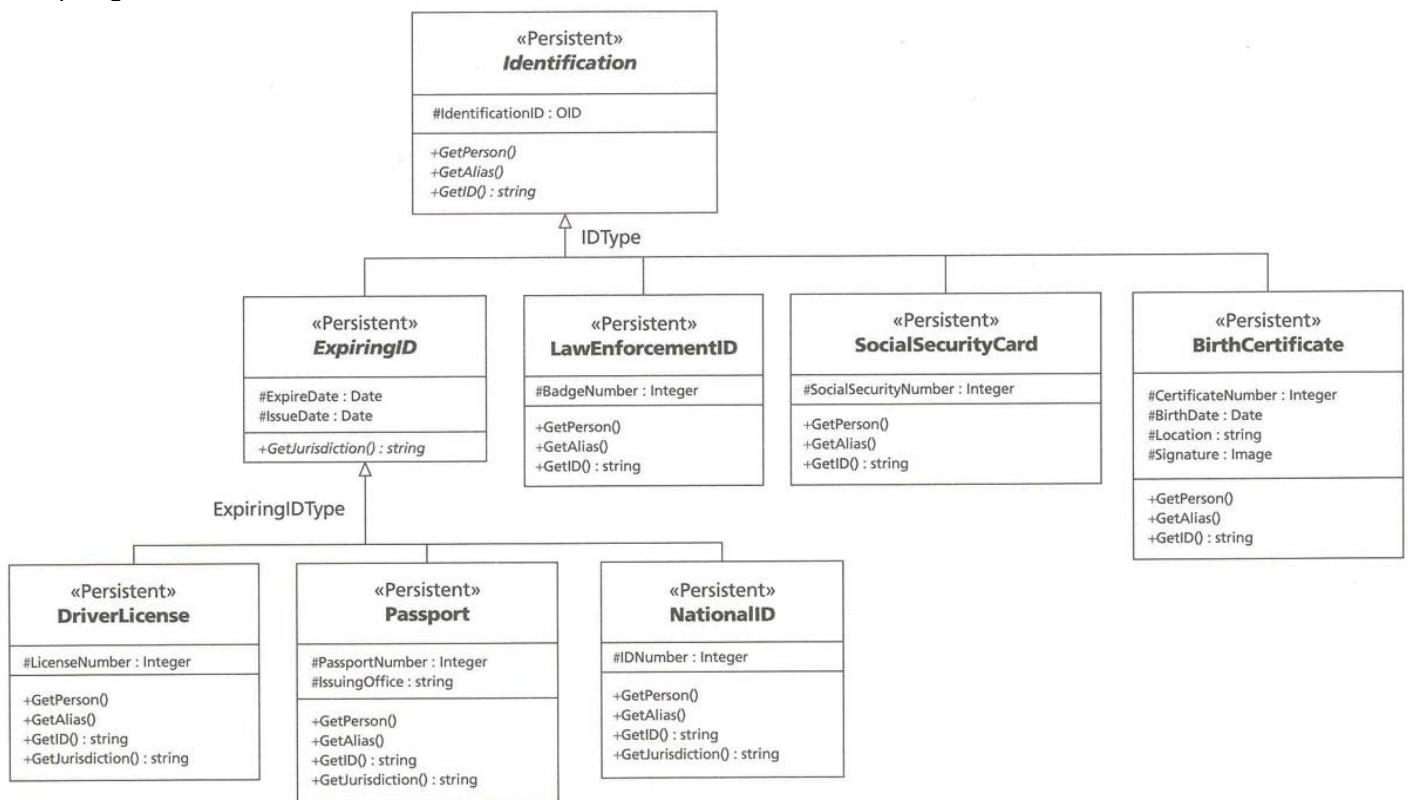 «Persistent»
Identification
#IdentificationID : OID
+GetPerson()
+GetAlias()
+GetID() : string
IDType
«Persistent»
ExpiringID
#ExpireDate : Date
#IssueDate : Date
+GetJurisdiction() : string
«Persistent»
LawEnforcementID
#BadgeNumber : Integer
+GetPerson()
+GetAlias()
+GetID() : string
«Persistent»
SocialSecurityCard
#SocialSecurityNumber : Integer
+GetPerson()
+GetAlias()
+GetID() : string
«Persistent»
BirthCertificate
#CertificateNumber : Integer
#BirthDate : Date
#Location : string
#Signature : Image
+GetPerson()
+GetAlias()
+GetID() : string
ExpiringIDType
«Persistent»
DriverLicense
#LicenseNumber : Integer
+GetPerson()
+GetAlias()
+GetID() : string
+GetJurisdiction() : string
«Persistent»
Passport
#PassportNumber : Integer
#IssuingOffice : string
+GetPerson()
+GetAlias()
+GetID() : string
+GetJurisdiction() : string
«Persistent»
NationalID
#IDNumber : Integer
+GetPerson()
+GetAlias()
+GetID() : string
+GetJurisdiction() : string